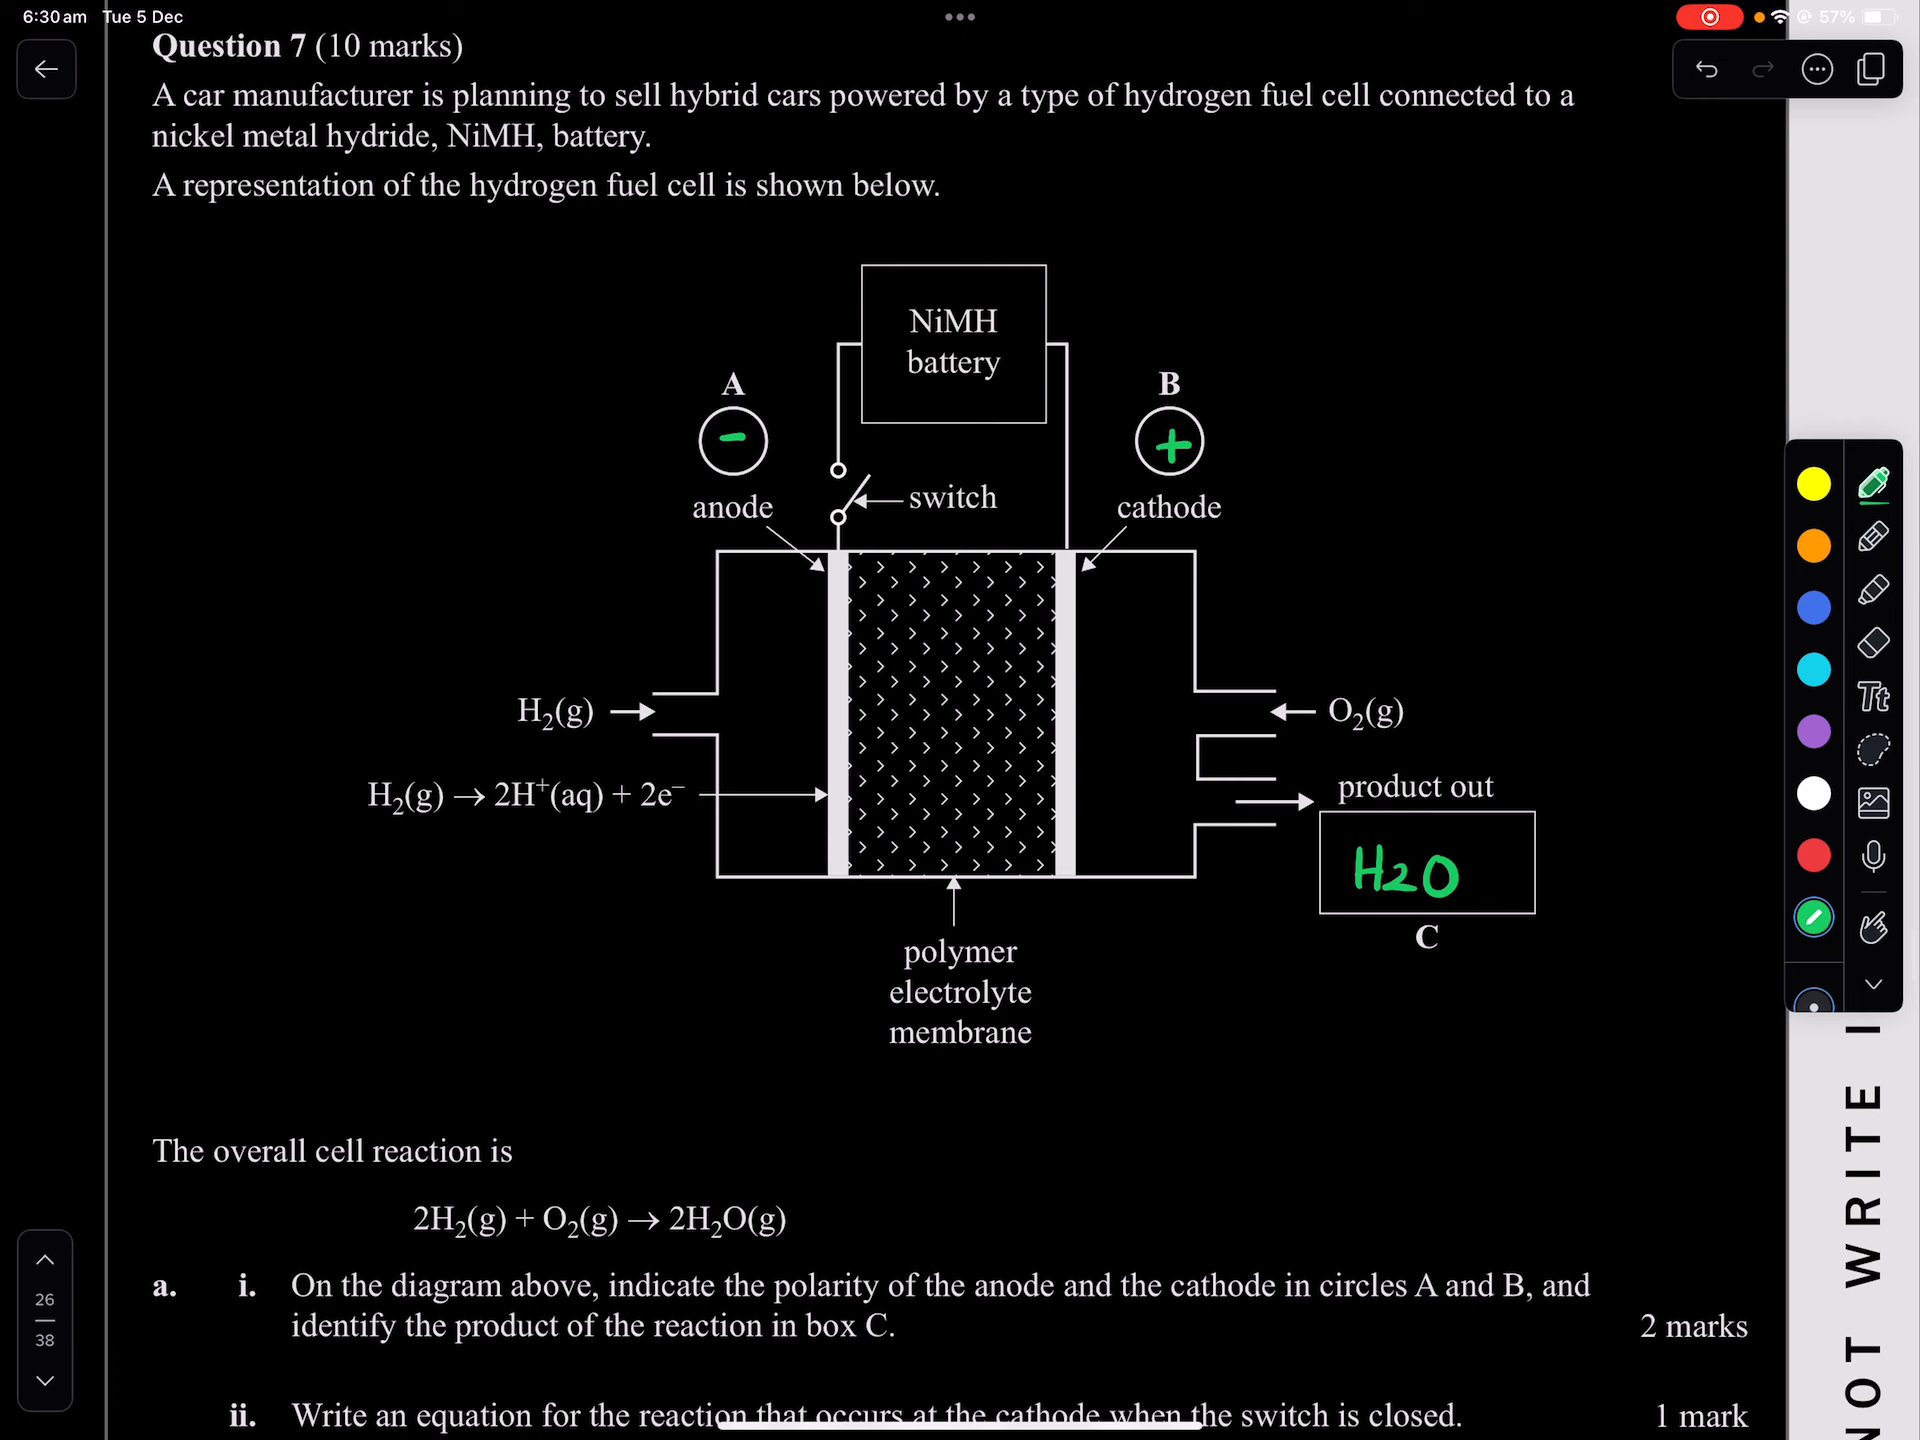 6:30 am Tue 5 Dec
57%
Question 7 (10 marks)
A car manufacturer is planning to sell hybrid cars powered by a type of hydrogen fuel cell connected to a
nickel metal hydride, NiMH, battery.
A representation of the hydrogen fuel cell is shown below.
NiMH
battery
A
B
−
+
switch
anode
cathode
H₂(g)
O₂(g)
H₂(g) → 2H⁺(aq) + 2e⁻
product out
H2O
C
polymer
electrolyte
membrane
The overall cell reaction is
2H₂(g) + O₂(g) → 2H₂O(g)
a. i. On the diagram above, indicate the polarity of the anode and the cathode in circles A and B, and
identify the product of the reaction in box C. 2 marks
ii. Write an equation for the reaction that occurs at the cathode when the switch is closed. 1 mark
26
38
Tt
NOT WRITE I